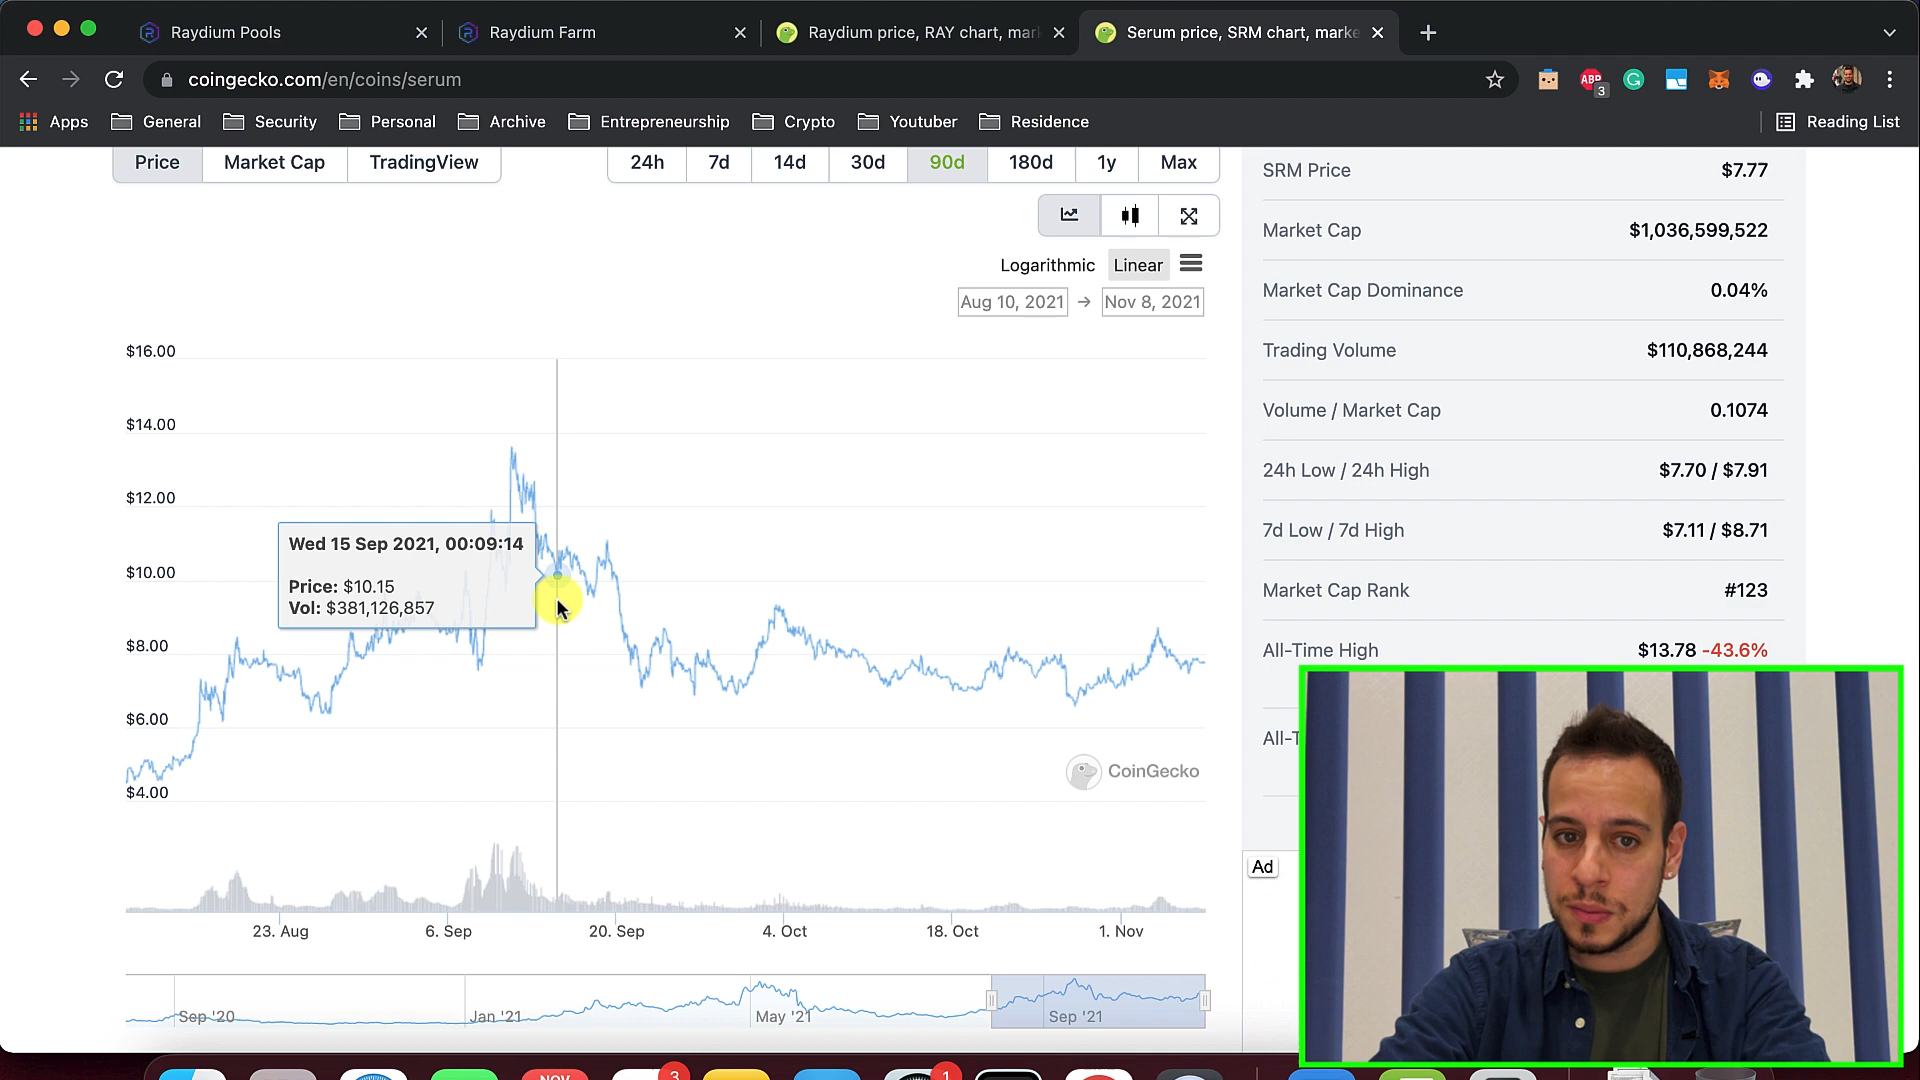 Raydium Pools
Raydium Farm
Raydium price, RAY chart, mar
Serum price, SRM chart, marke
coingecko.com/en/coins/serum
ABP
3
Apps
General
Security
Personal
Archive
Entrepreneurship
Crypto
Youtuber
Residence
Reading List
Price
Market Cap
TradingView
24h
7d
14d
30d
90d
180d
1y
Max
Logarithmic
Linear
Aug 10, 2021 → Nov 8, 2021
$16.00
$14.00
$12.00
$10.00
$8.00
$6.00
$4.00
Wed 15 Sep 2021, 00:09:14
Price: $10.15
Vol: $381,126,857
CoinGecko
23. Aug
6. Sep
20. Sep
4. Oct
18. Oct
1. Nov
Sep '20
Jan '21
May '21
Sep '21
SRM Price $7.77
Market Cap $1,036,599,522
Market Cap Dominance 0.04%
Trading Volume $110,868,244
Volume / Market Cap 0.1074
24h Low / 24h High $7.70 / $7.91
7d Low / 7d High $7.11 / $8.71
Market Cap Rank #123
All-Time High $13.78 -43.6%
All-T
Ad
NOV
3
1